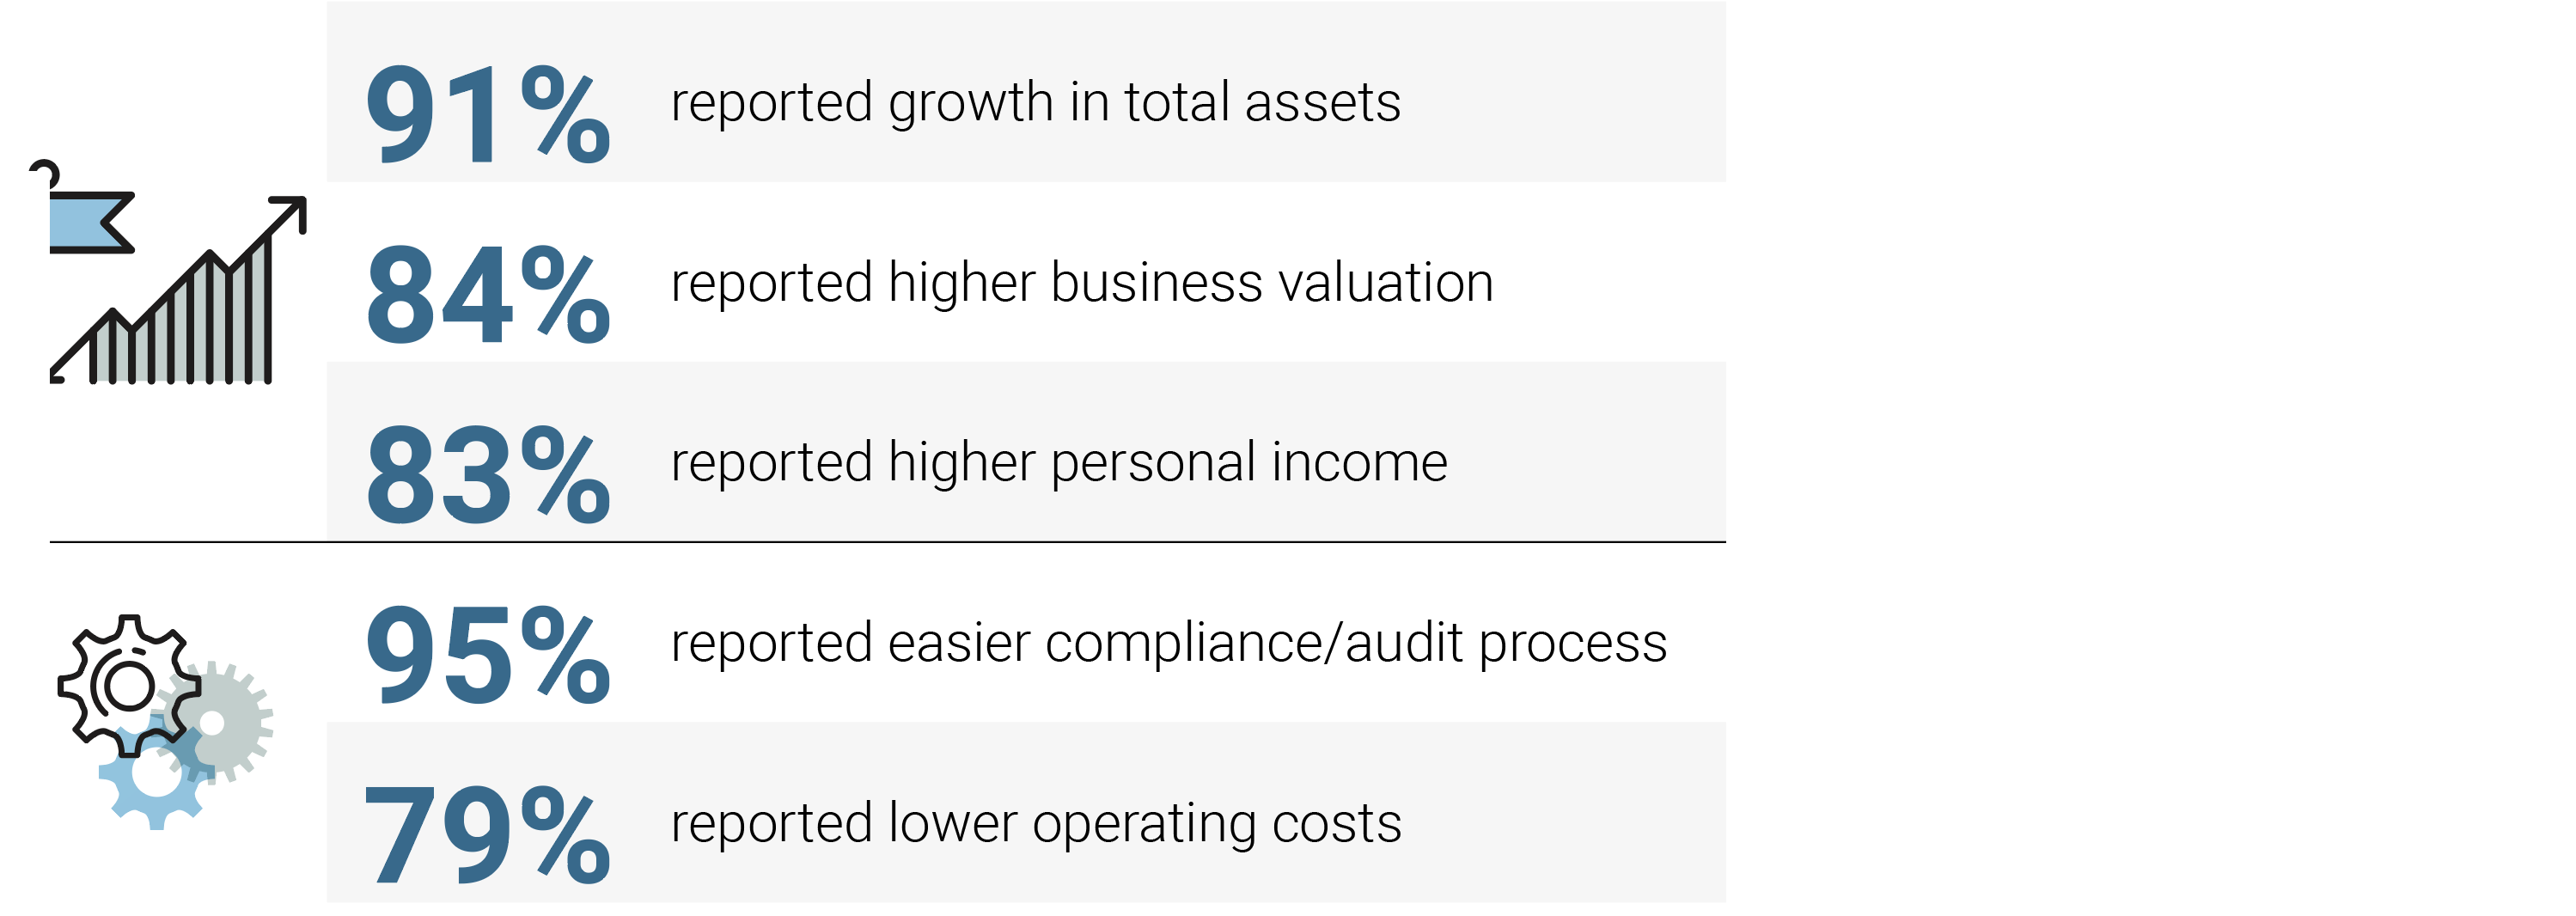 91% reported growth in total assets
84% reported higher business valuation
83% reported higher personal income
95% reported easier compliance/audit process
79% reported lower operating costs